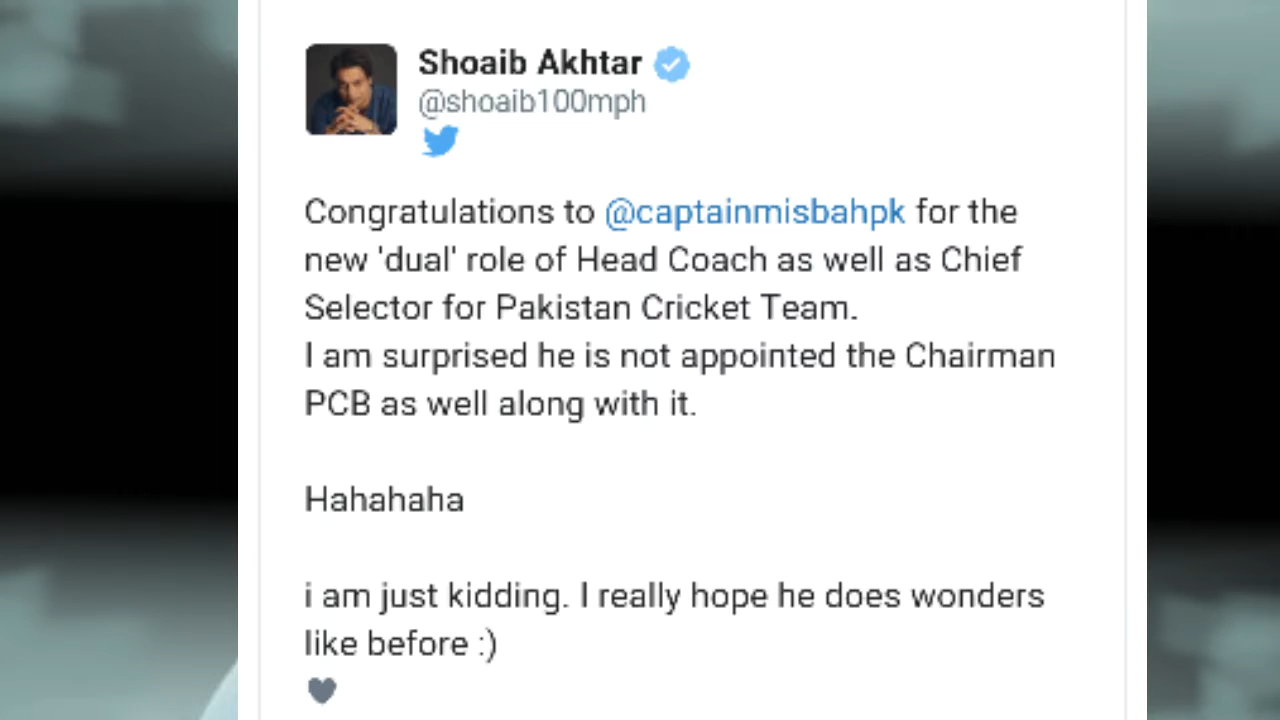 Shoaib Akhtar
@shoaib100mph
Congratulations to @captainmisbahpk for the
new 'dual' role of Head Coach as well as Chief
Selector for Pakistan Cricket Team.
I am surprised he is not appointed the Chairman
PCB as well along with it.
Hahahaha
i am just kidding. I really hope he does wonders
like before :)